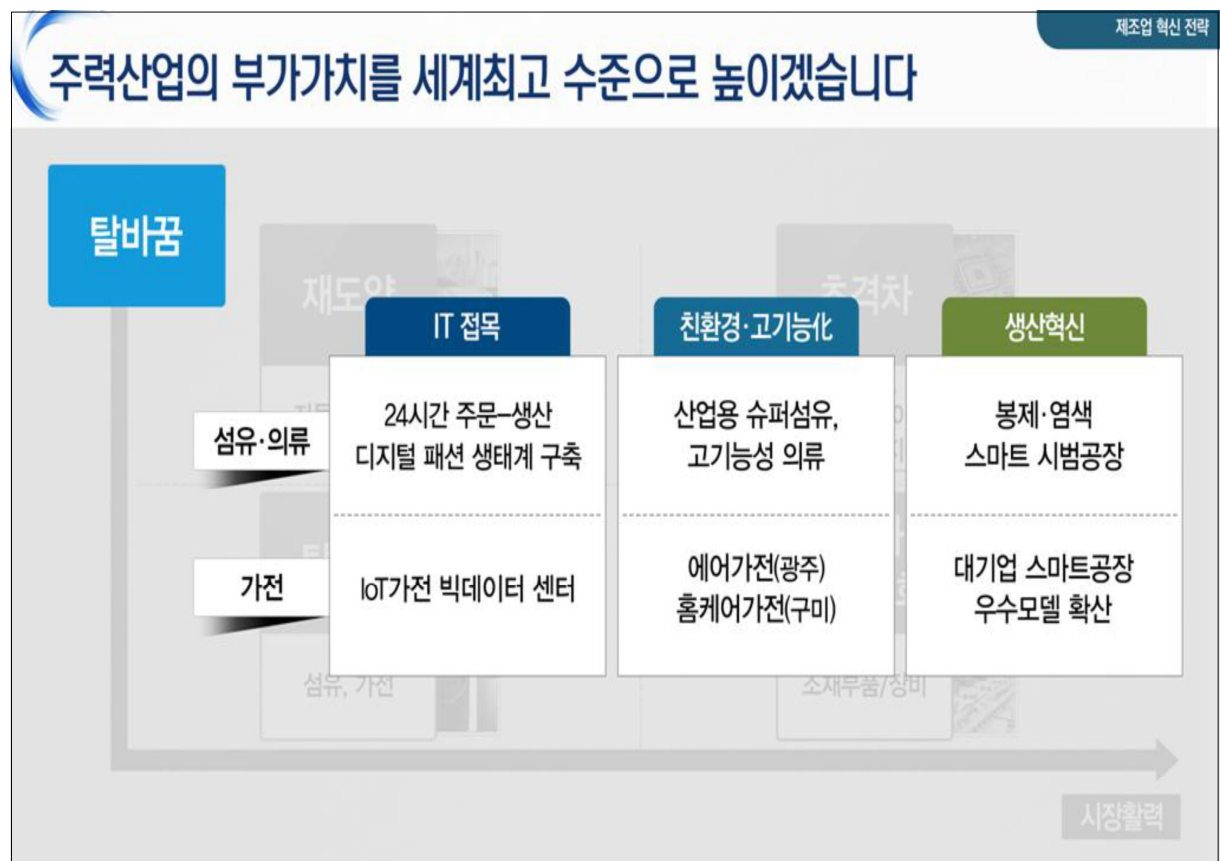 제조업 혁신 전략
주력산업의 부가가치를 세계최고 수준으로 높이겠습니다
탈바꿈
재도약
초격차
IT 접목
친환경·고기능化
생산혁신
섬유·의류
24시간 주문–생산
디지털 패션 생태계 구축
산업용 슈퍼섬유,
고기능성 의류
봉제·염색
스마트 시범공장
가전
IoT가전 빅데이터 센터
에어가전(광주)
홈케어가전(구미)
대기업 스마트공장
우수모델 확산
섬유, 가전
소재부품/장비
시장활력